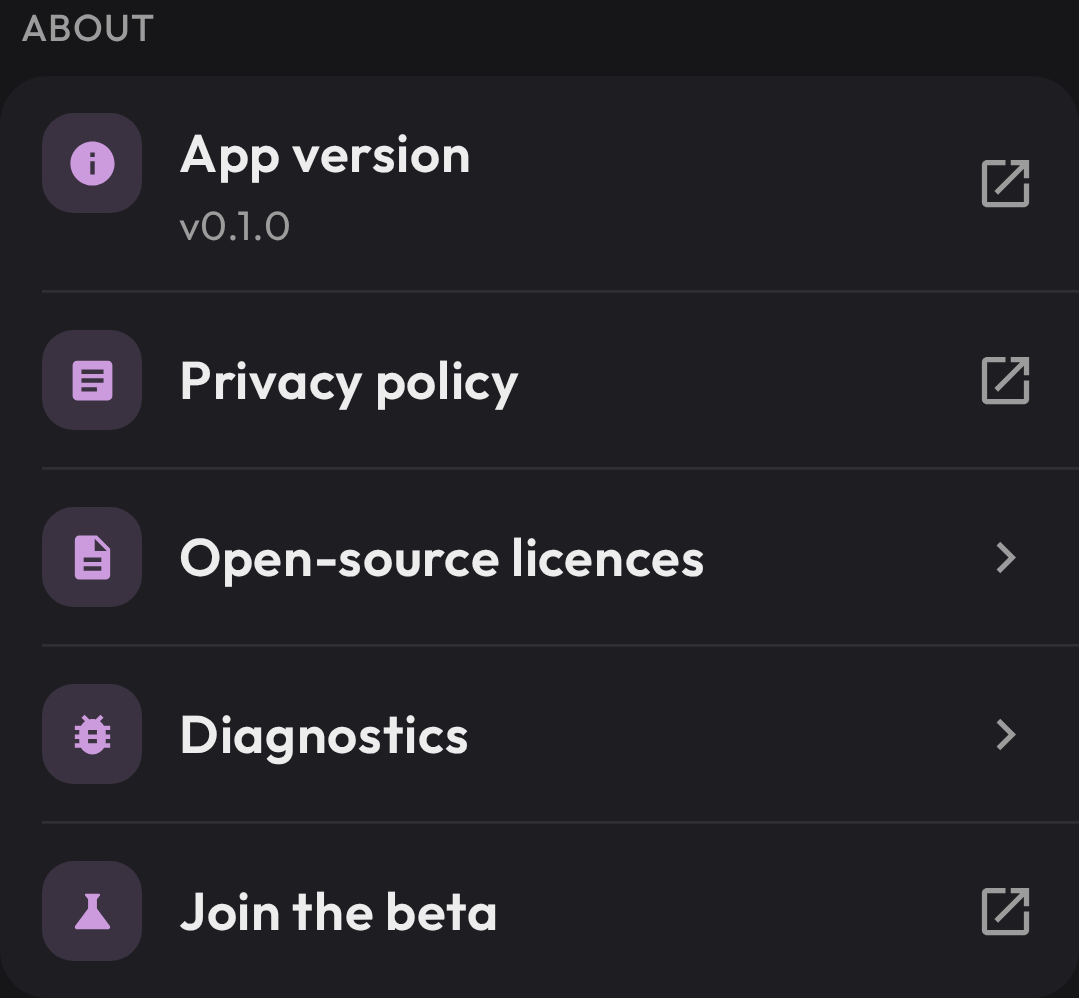 ABOUT
App version
v0.1.0
Privacy policy
Open-source licences
Diagnostics
Join the beta